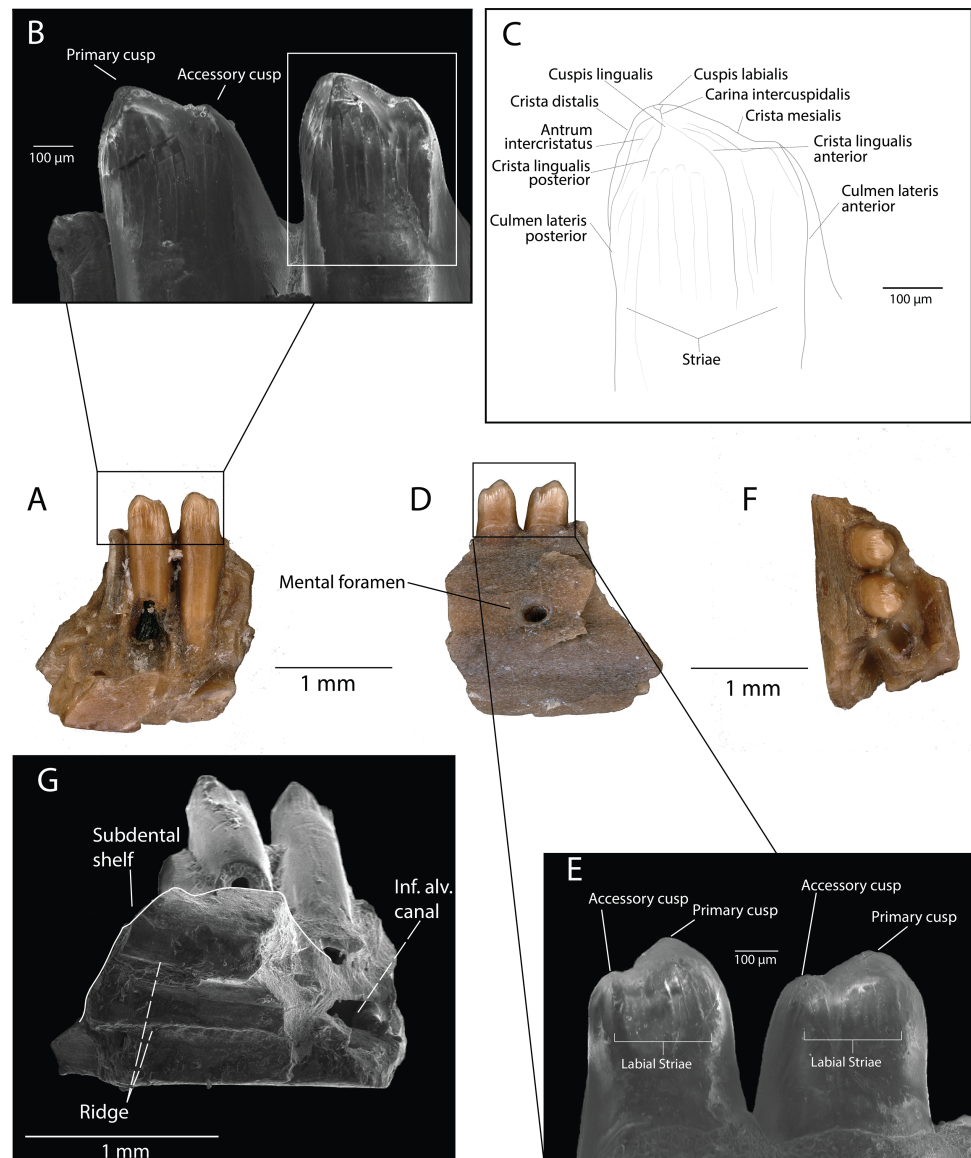 B
Primary cusp
Accessory cusp
100 µm
C
Cuspis lingualis
Cuspis labialis
Carina intercuspidalis
Crista distalis
Crista mesialis
Antrum
intercristatus
Crista lingualis
anterior
Crista lingualis
posterior
Culmen lateris
anterior
Culmen lateris
posterior
100 µm
Striae
A
D
F
Mental foramen
1 mm
1 mm
G
Subdental
shelf
Inf. alv.
canal
Ridge
1 mm
E
Accessory cusp
Primary cusp
Accessory cusp
Primary cusp
100 µm
Labial Striae
Labial Striae